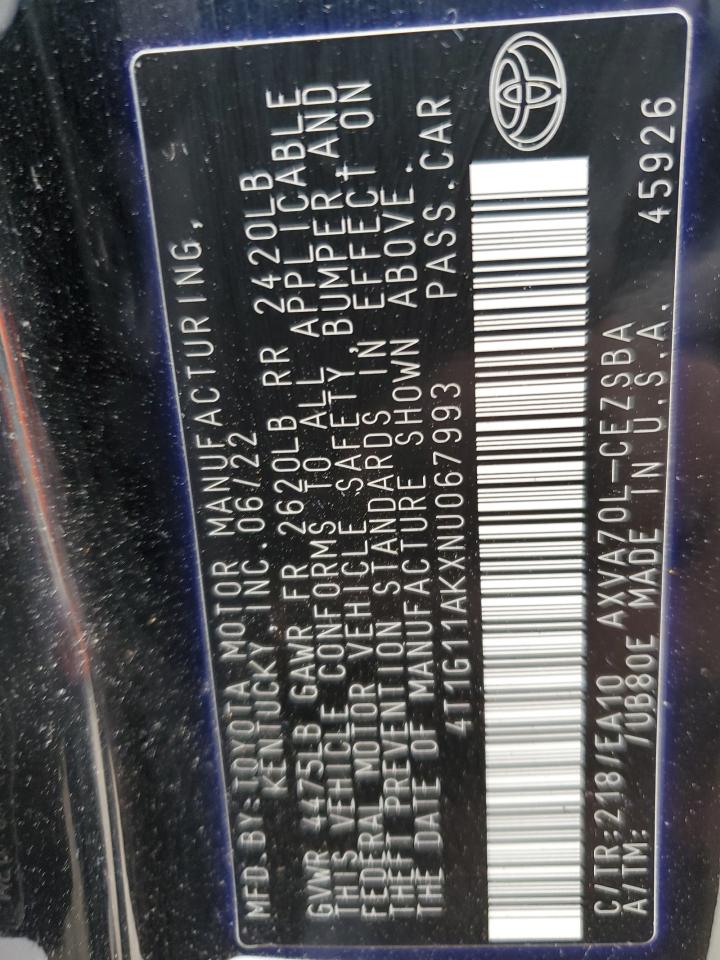 MFD.BY:TOYOTA MOTOR MANUFACTURING,
KENTUCKY INC.06/22
GVWR 4475LB GAWR FR 2620LB RR 2420LB
THIS VEHICLE CONFORMS TO ALL APPLICABLE
FEDERAL MOTOR VEHICLE SAFETY,BUMPER,AND
THEFT PREVENTION STANDARDS IN EFFECT ON
THE DATE OF MANUFACTURE SHOWN ABOVE.
4T1G11AKXNU067993 PASS.CAR
C/TR:218/EA10 AXVA70L-CEZSBA
A/TM: /UB80E MADE IN U.S.A. 45926